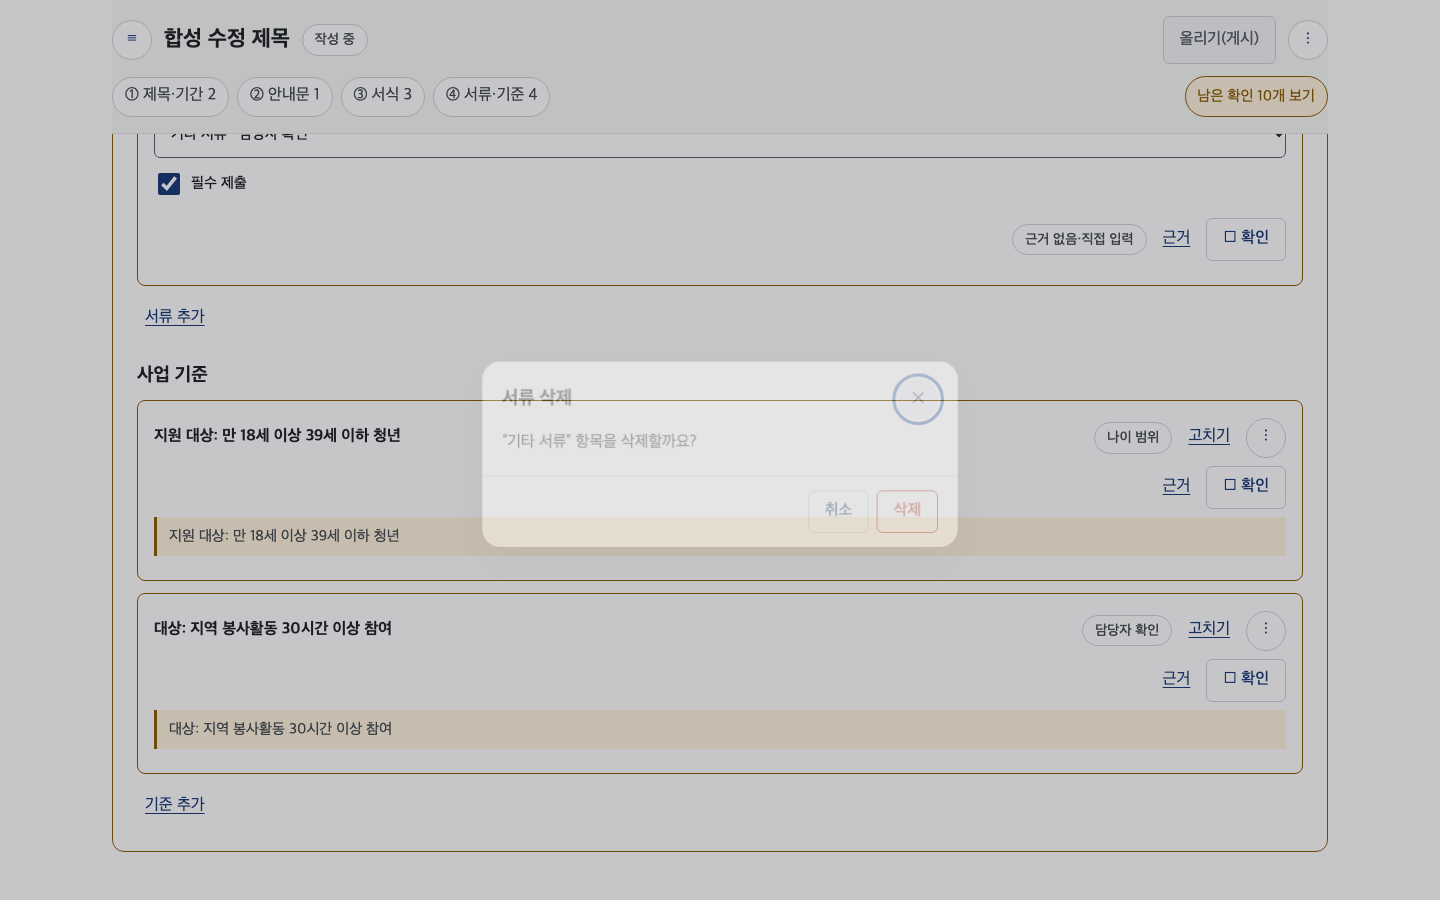 ≡ 합성 수정 제목 작성 중 올리기(게시) ⋮
① 제목·기간 2 ② 안내문 1 ③ 서식 3 ④ 서류·기준 4 남은 확인 10개 보기
기타 서류 담당자 확인
필수 제출
근거 없음·직접 입력 근거 ☐ 확인
서류 추가
사업 기준
서류 삭제 ×
지원 대상: 만 18세 이상 39세 이하 청년 나이 범위 고치기 ⋮
“기타 서류” 항목을 삭제할까요?
근거 ☐ 확인
취소 삭제
지원 대상: 만 18세 이상 39세 이하 청년
대상: 지역 봉사활동 30시간 이상 참여 담당자 확인 고치기 ⋮
근거 ☐ 확인
대상: 지역 봉사활동 30시간 이상 참여
기준 추가